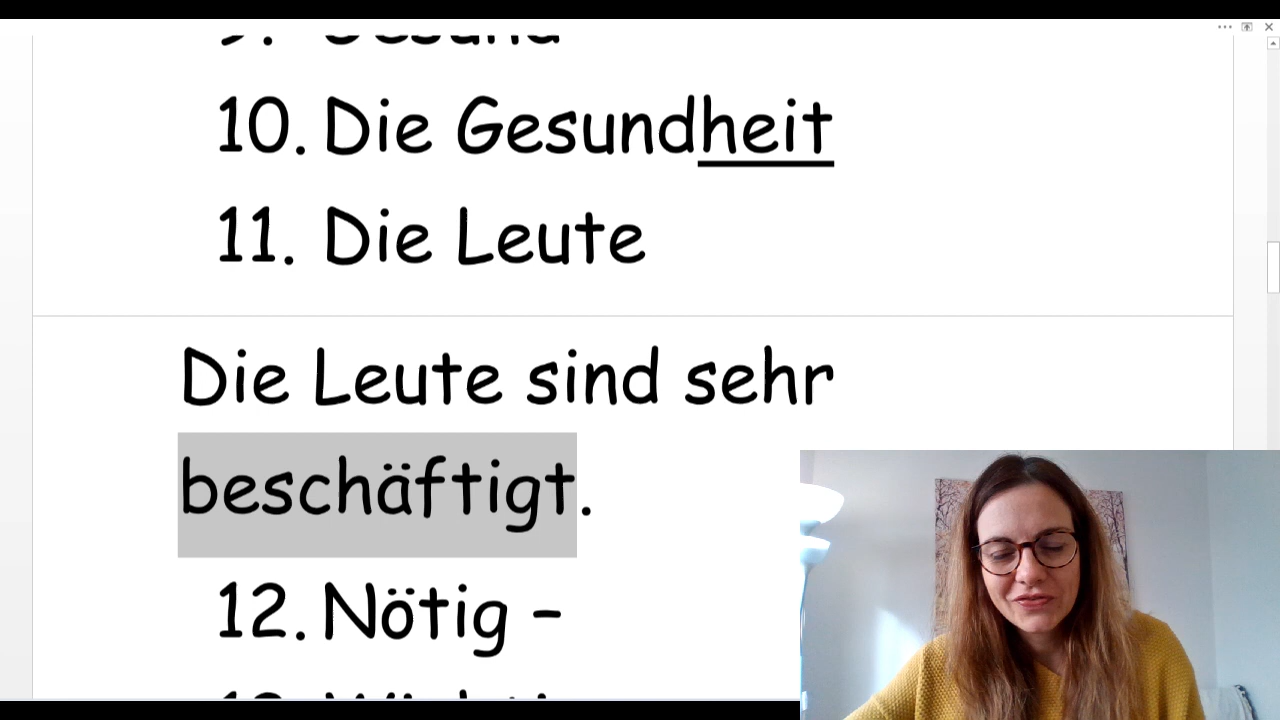 10. Die Gesundheit
11. Die Leute
Die Leute sind sehr
beschäftigt.
12. Nötig –